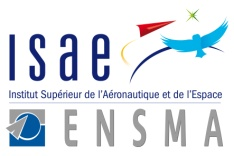 isae
Institut Supérieur de l'Aéronautique et de l'Espace
ENSMA